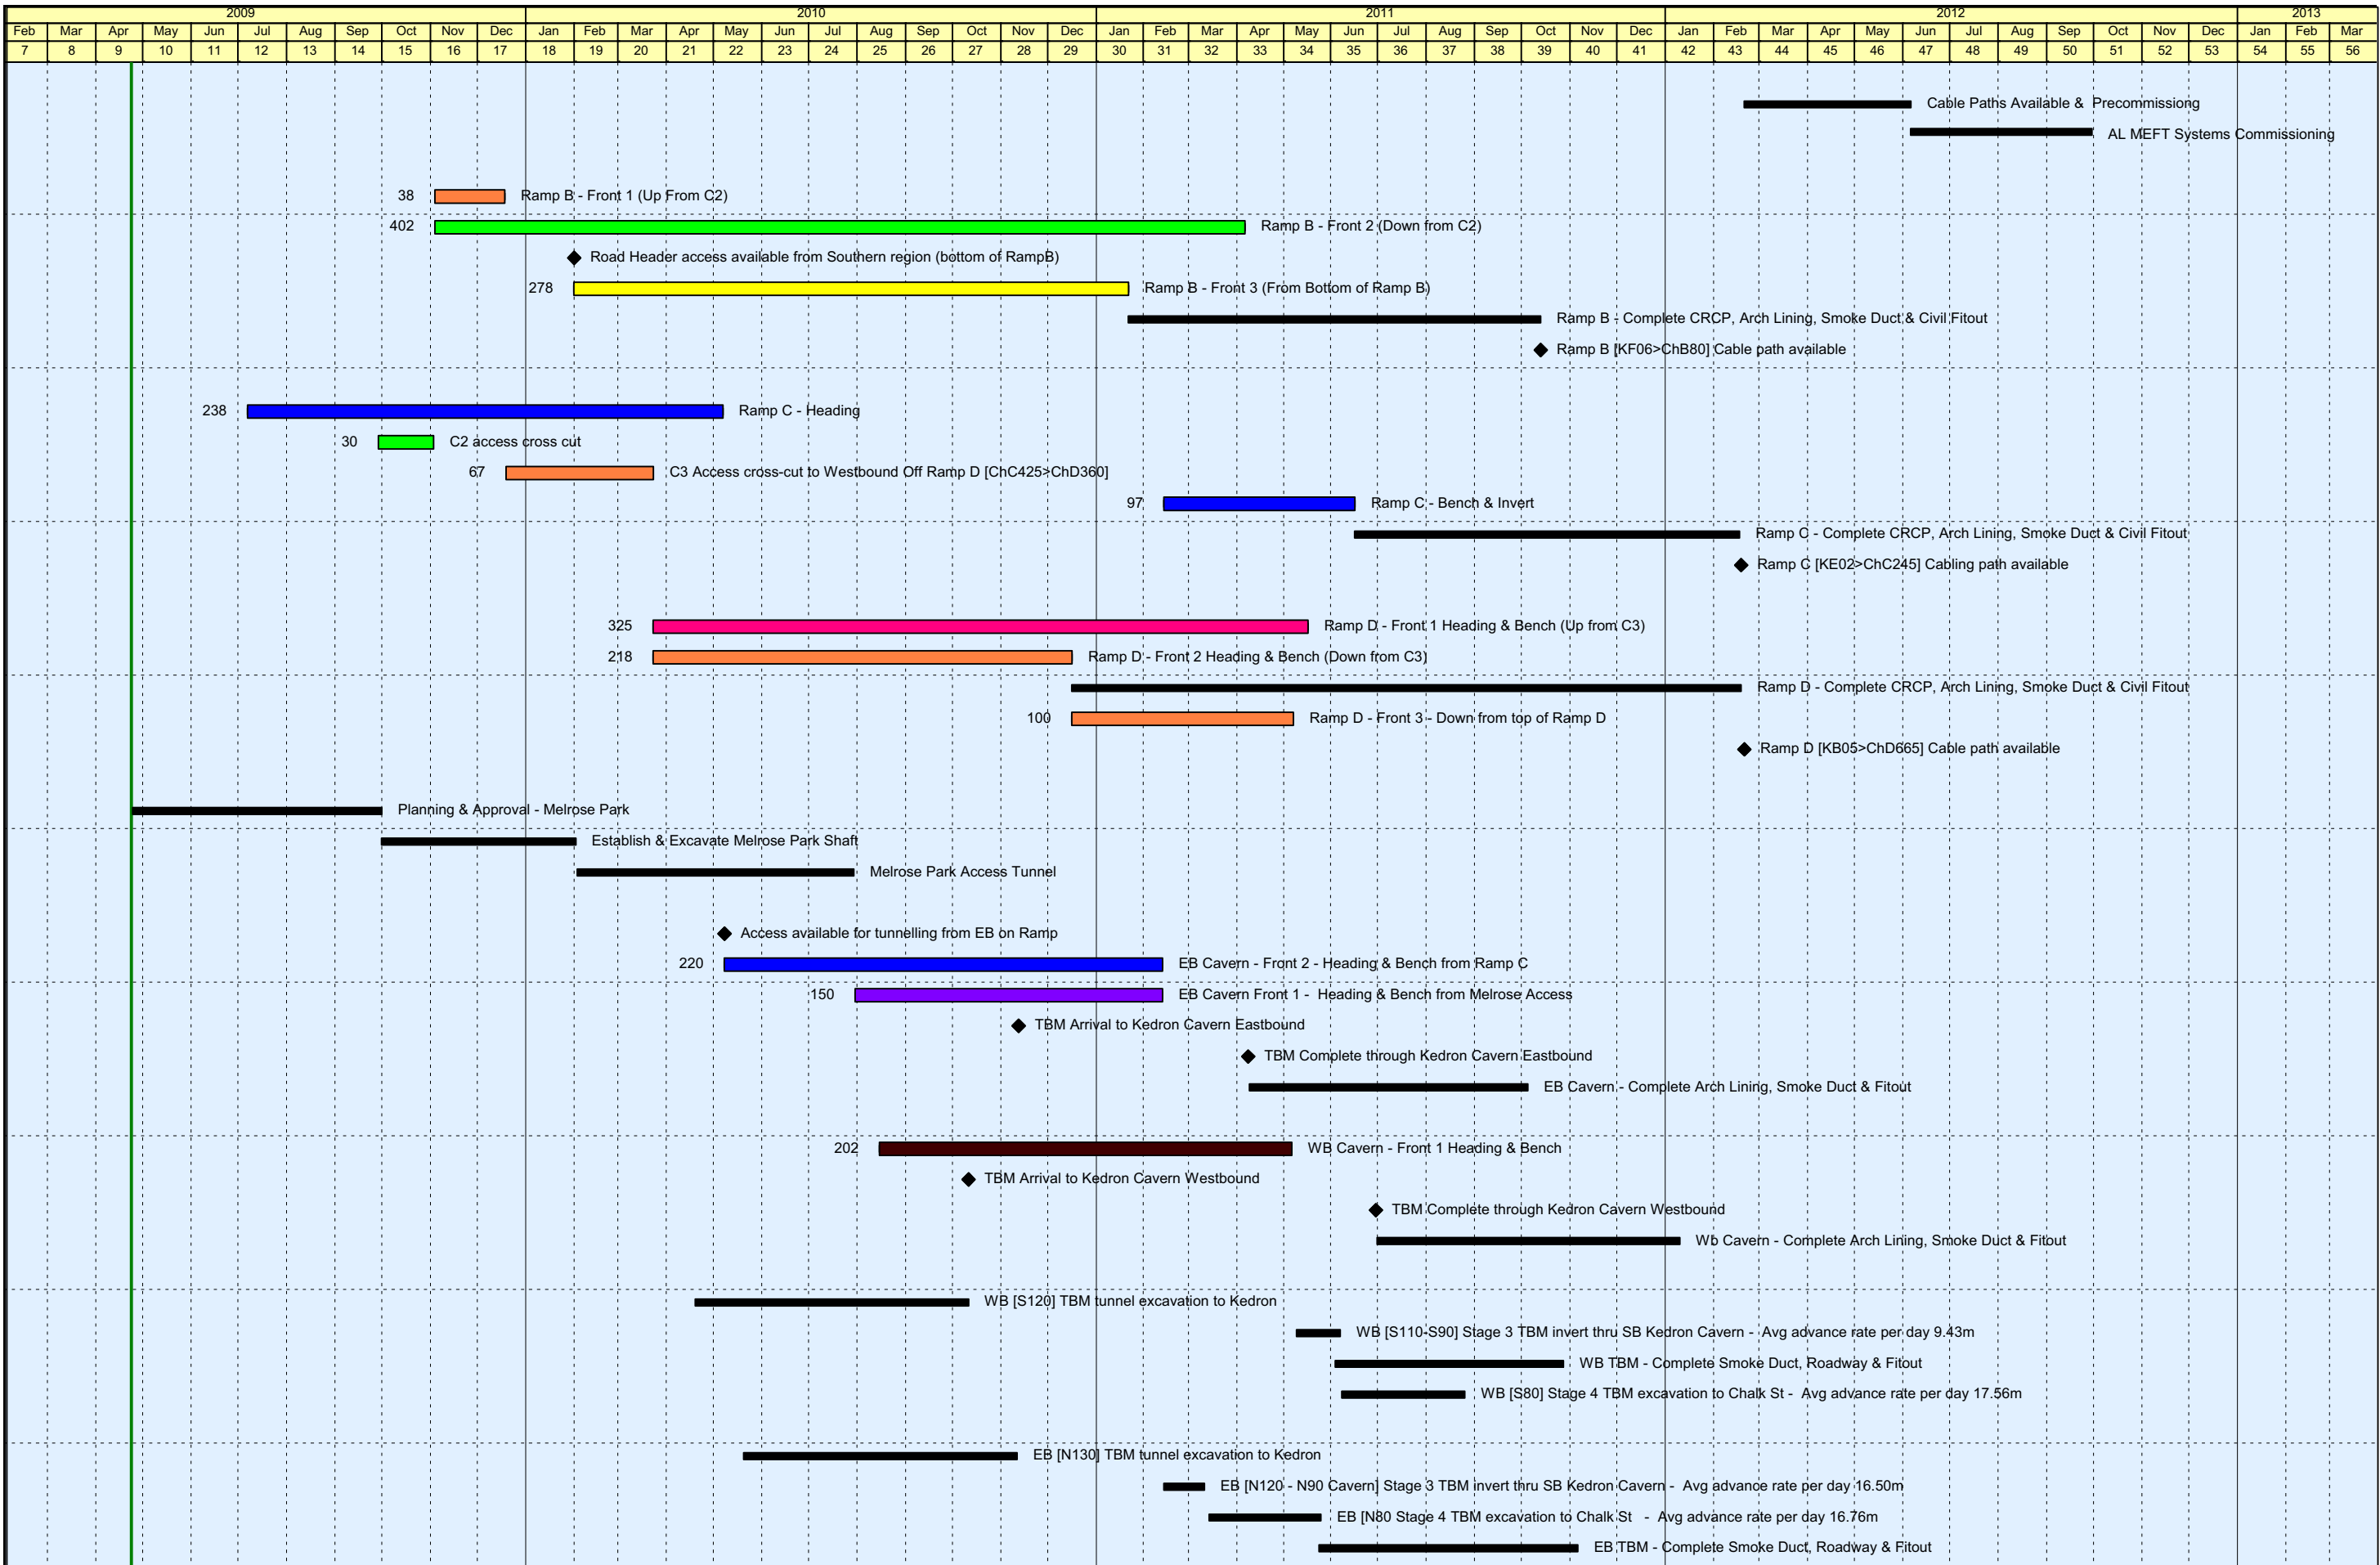 2009 2010 2011 2012 2013
Feb Mar Apr May Jun Jul Aug Sep Oct Nov Dec Jan Feb Mar Apr May Jun Jul Aug Sep Oct Nov Dec Jan Feb Mar Apr May Jun Jul Aug Sep Oct Nov Dec Jan Feb Mar Apr May Jun Jul Aug Sep Oct Nov Dec Jan Feb Mar
7 8 9 10 11 12 13 14 15 16 17 18 19 20 21 22 23 24 25 26 27 28 29 30 31 32 33 34 35 36 37 38 39 40 41 42 43 44 45 46 47 48 49 50 51 52 53 54 55 56
Cable Paths Available & Precommissiong
AL MEFT Systems Commissioning
38 Ramp B - Front 1 (Up From C2)
402 Ramp B - Front 2 (Down from C2)
Road Header access available from Southern region (bottom of RampB)
278 Ramp B - Front 3 (From Bottom of Ramp B)
Ramp B - Complete CRCP, Arch Lining, Smoke Duct & Civil Fitout
Ramp B [KF06>ChB80] Cable path available
238 Ramp C - Heading
30 C2 access cross cut
67 C3 Access cross-cut to Westbound Off Ramp D [ChC425>ChD360]
97 Ramp C - Bench & Invert
Ramp C - Complete CRCP, Arch Lining, Smoke Duct & Civil Fitout
Ramp C [KE02>ChC245] Cabling path available
325 Ramp D - Front 1 Heading & Bench (Up from C3)
218 Ramp D - Front 2 Heading & Bench (Down from C3)
Ramp D - Complete CRCP, Arch Lining, Smoke Duct & Civil Fitout
100 Ramp D - Front 3 - Down from top of Ramp D
Ramp D [KB05>ChD665] Cable path available
Planning & Approval - Melrose Park
Establish & Excavate Melrose Park Shaft
Melrose Park Access Tunnel
Access available for tunnelling from EB on Ramp
220 EB Cavern - Front 2 - Heading & Bench from Ramp C
150 EB Cavern Front 1 - Heading & Bench from Melrose Access
TBM Arrival to Kedron Cavern Eastbound
TBM Complete through Kedron Cavern Eastbound
EB Cavern - Complete Arch Lining, Smoke Duct & Fitout
202 WB Cavern - Front 1 Heading & Bench
TBM Arrival to Kedron Cavern Westbound
TBM Complete through Kedron Cavern Westbound
Wb Cavern - Complete Arch Lining, Smoke Duct & Fitout
WB [S120] TBM tunnel excavation to Kedron
WB [S110-S90] Stage 3 TBM invert thru SB Kedron Cavern - Avg advance rate per day 9.43m
WB TBM - Complete Smoke Duct, Roadway & Fitout
WB [S80] Stage 4 TBM excavation to Chalk St - Avg advance rate per day 17.56m
EB [N130] TBM tunnel excavation to Kedron
EB [N120 - N90 Cavern] Stage 3 TBM invert thru SB Kedron Cavern - Avg advance rate per day 16.50m
EB [N80 Stage 4 TBM excavation to Chalk St - Avg advance rate per day 16.76m
EB TBM - Complete Smoke Duct, Roadway & Fitout